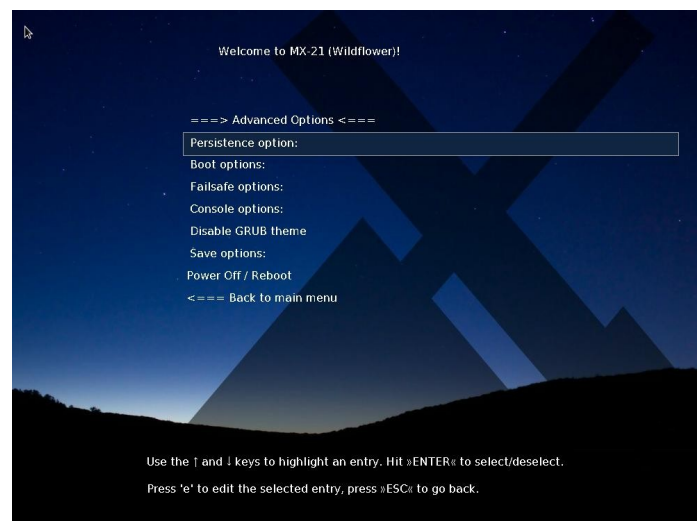 Welcome to MX-21 (Wildflower)!
===> Advanced Options <===
Persistence option:
Boot options:
Failsafe options:
Console options:
Disable GRUB theme
Save options:
Power Off / Reboot
<=== Back to main menu
Use the ↑ and ↓ keys to highlight an entry. Hit »ENTER« to select/deselect.
Press 'e' to edit the selected entry, press »ESC« to go back.